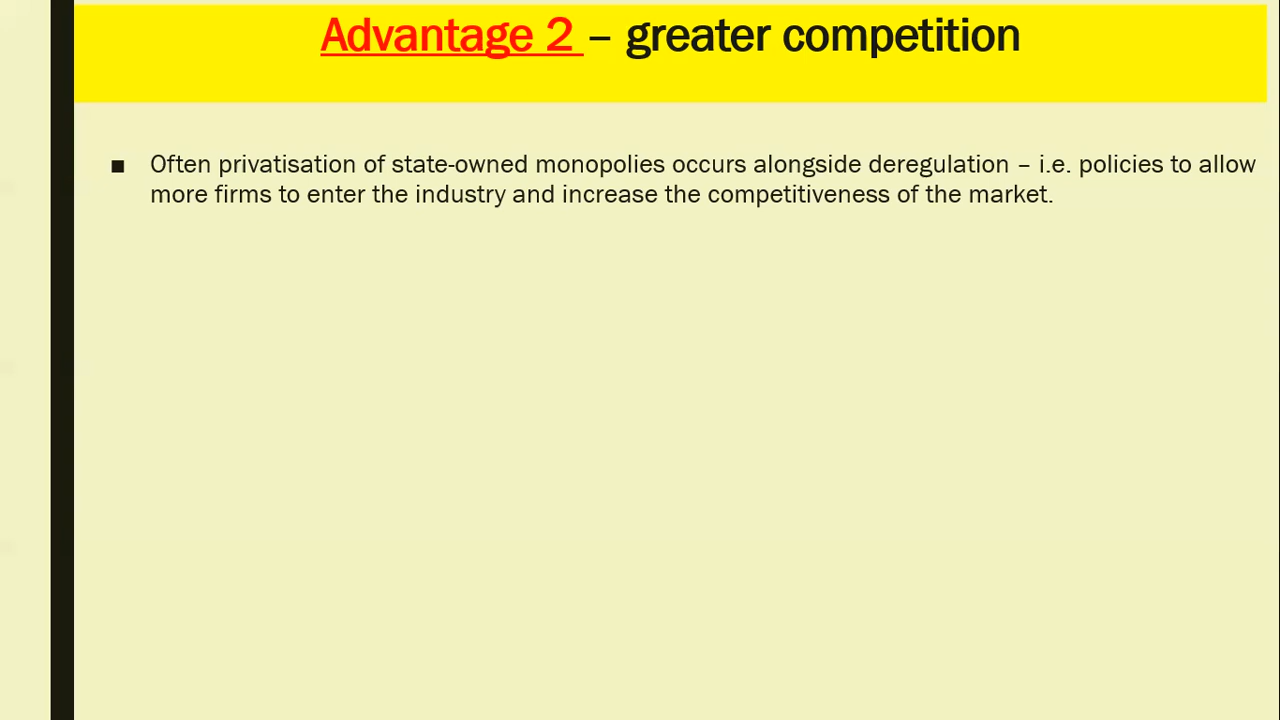 Advantage 2 – greater competition
▪ Often privatisation of state-owned monopolies occurs alongside deregulation – i.e. policies to allow
more firms to enter the industry and increase the competitiveness of the market.